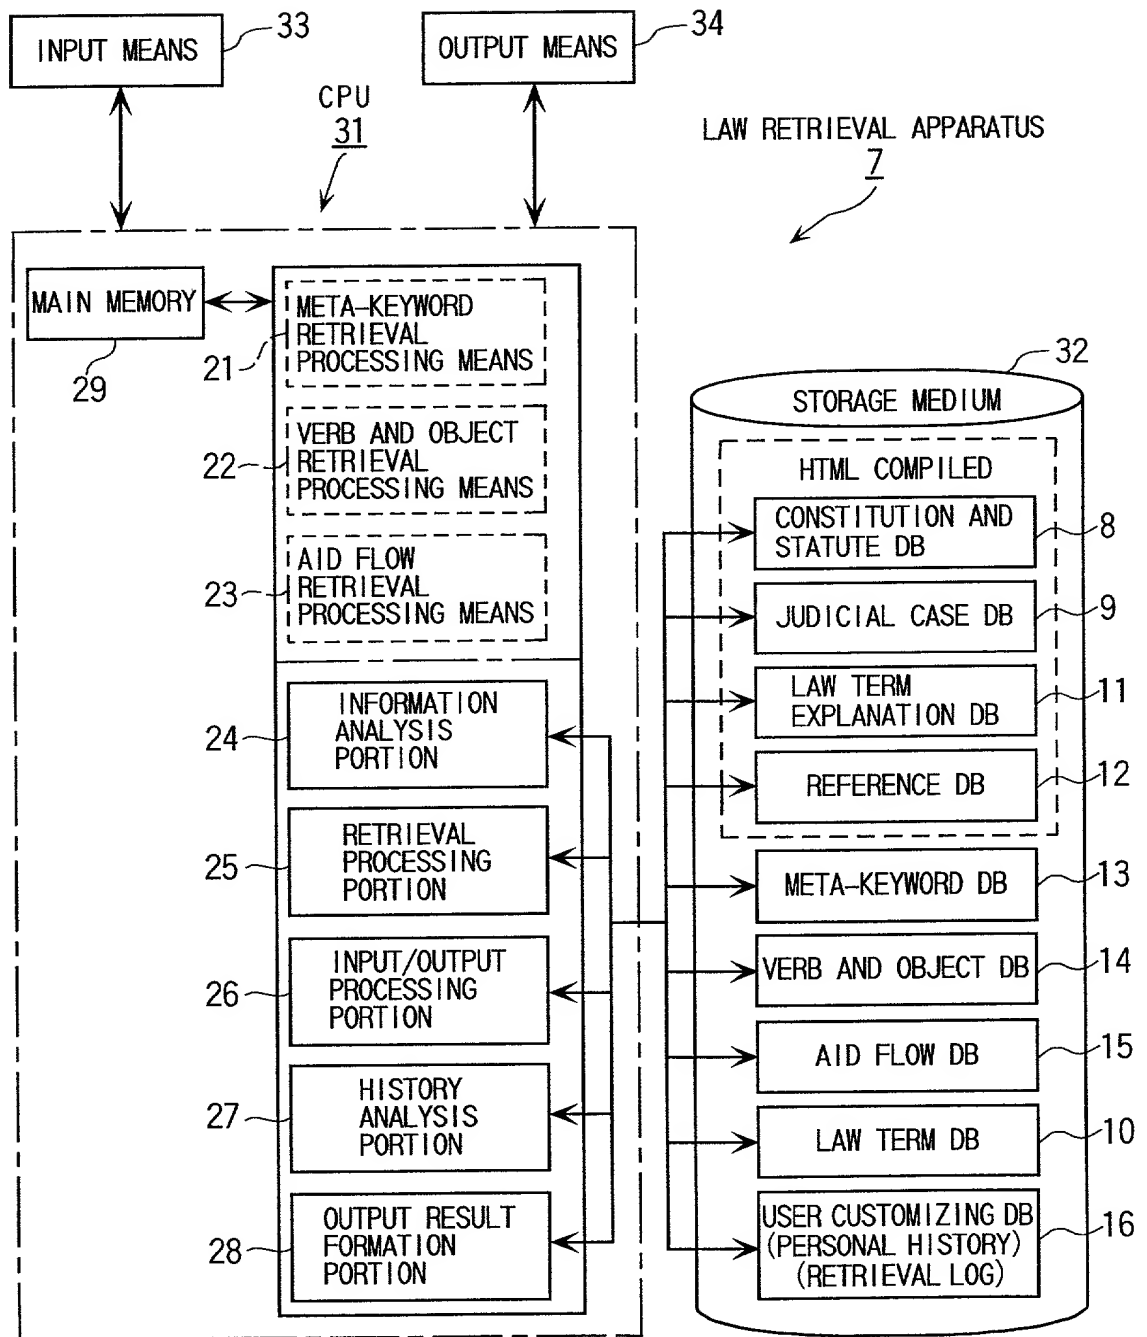 INPUT MEANS
33
OUTPUT MEANS
34
CPU
31
LAW RETRIEVAL APPARATUS
7
MAIN MEMORY
29
META-KEYWORD
RETRIEVAL
PROCESSING MEANS
21
VERB AND OBJECT
RETRIEVAL
PROCESSING MEANS
22
AID FLOW
RETRIEVAL
PROCESSING MEANS
23
INFORMATION
ANALYSIS
PORTION
24
RETRIEVAL
PROCESSING
PORTION
25
INPUT/OUTPUT
PROCESSING
PORTION
26
HISTORY
ANALYSIS
PORTION
27
OUTPUT RESULT
FORMATION
PORTION
28
32
STORAGE MEDIUM
HTML COMPILED
CONSTITUTION AND
STATUTE DB
8
JUDICIAL CASE DB
9
LAW TERM
EXPLANATION DB
11
REFERENCE DB
12
META-KEYWORD DB
13
VERB AND OBJECT DB
14
AID FLOW DB
15
LAW TERM DB
10
USER CUSTOMIZING DB
(PERSONAL HISTORY)
(RETRIEVAL LOG)
16